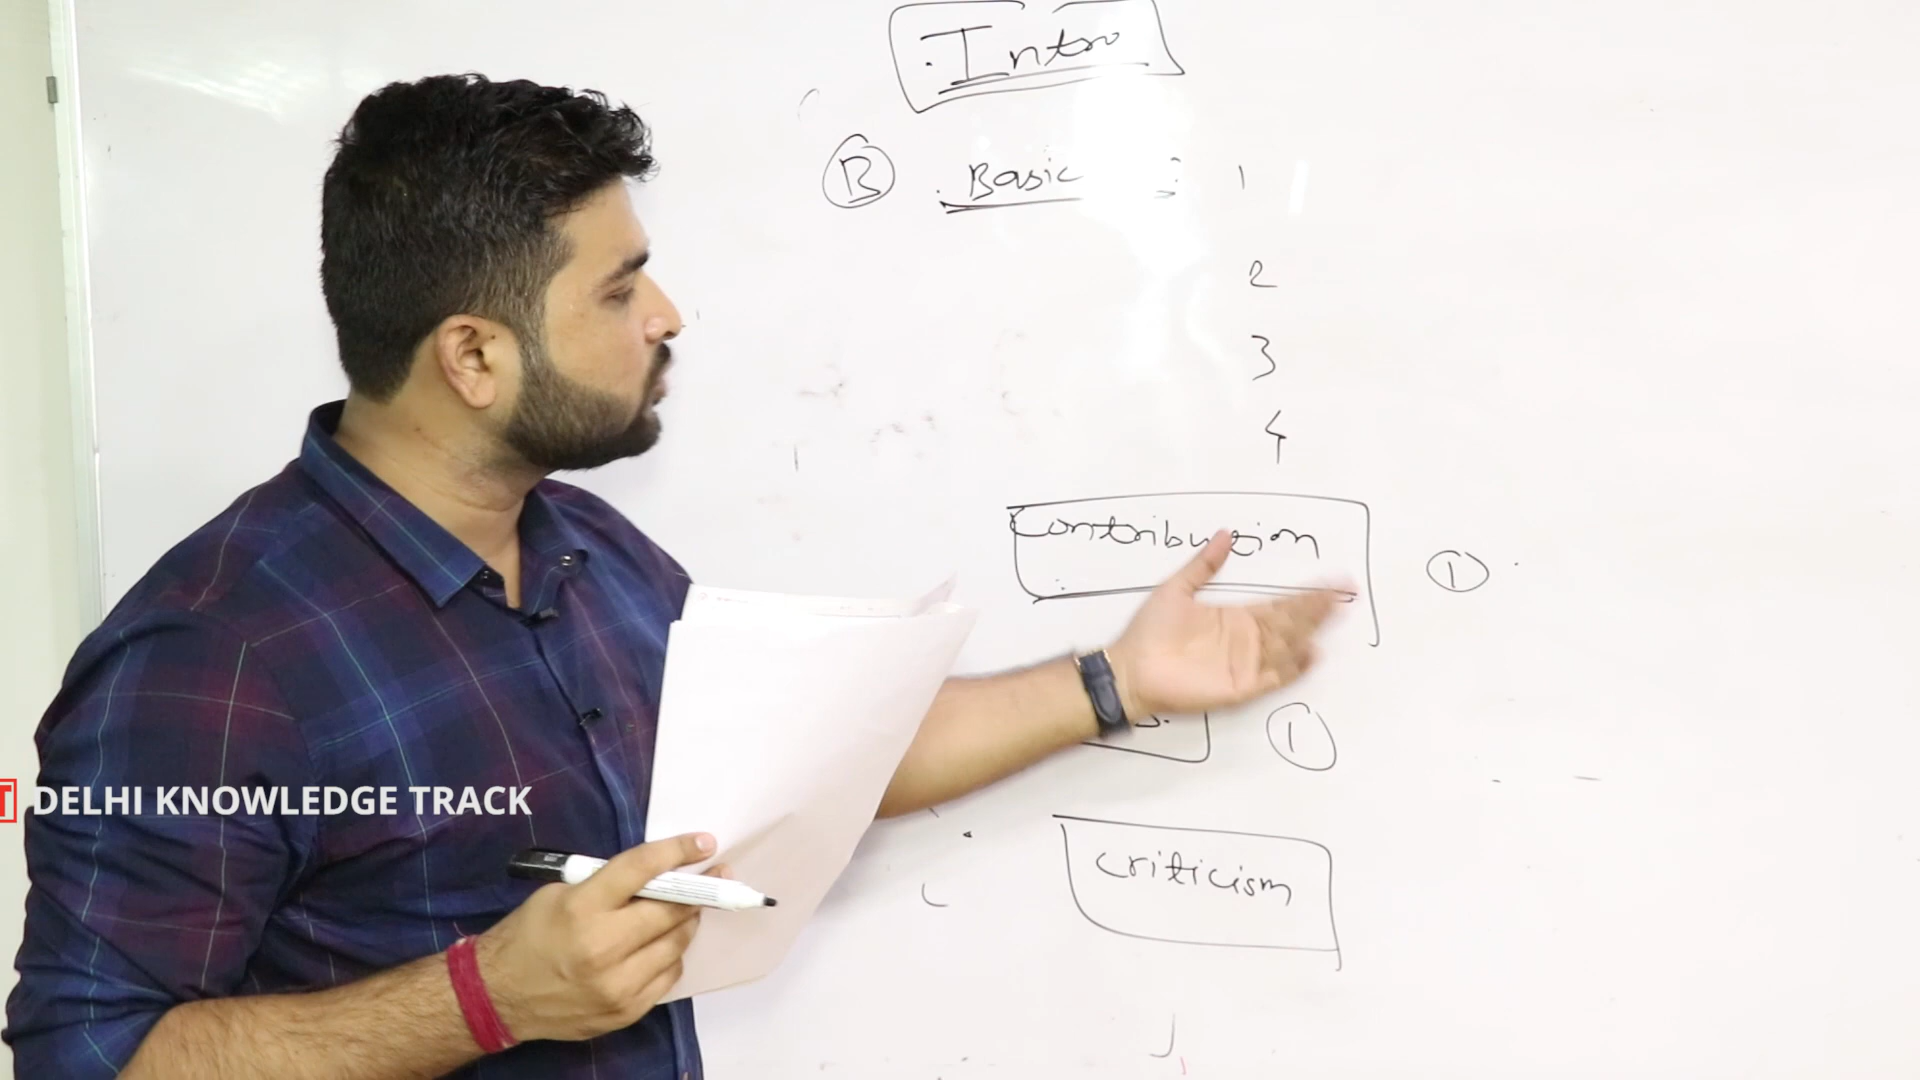 Intro
B Basic 1
2
3
4
Contribution 1
1
Criticism
DELHI KNOWLEDGE TRACK